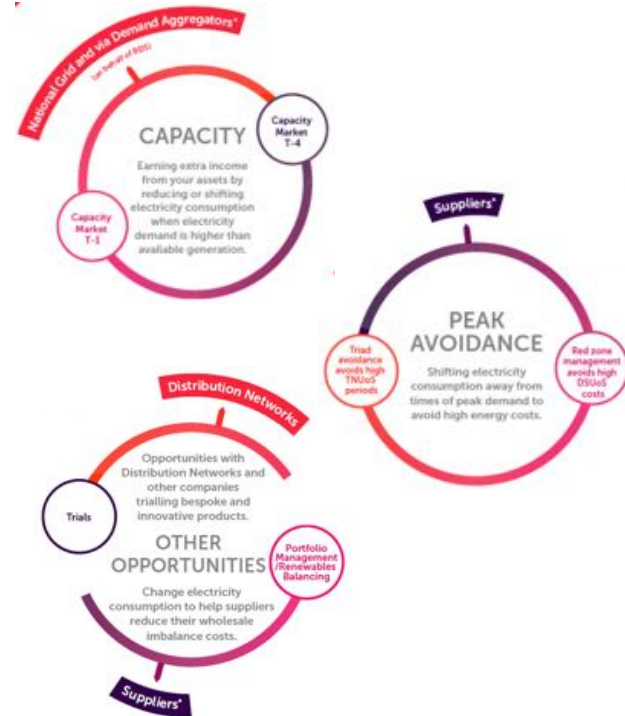 National Grid and via Demand Aggregators*
(on behalf of BEIS)
CAPACITY
Earning extra income
from your assets by
reducing or shifting
electricity consumption
when electricity
demand is higher than
available generation.
Capacity
Market
T-4
Capacity
Market
T-1
Suppliers*
PEAK
AVOIDANCE
Shifting electricity
consumption away from
times of peak demand to
avoid high energy costs.
Triad
avoidance
avoids high
TNUoS
periods
Red zone
management
avoids high
DSUoS
costs
Distribution Networks
Opportunities with
Distribution Networks and
other companies
trialling bespoke and
innovative products.
Trials
OTHER
OPPORTUNITIES
Portfolio
Management
/Renewables
Balancing
Change electricity
consumption to help suppliers
reduce their wholesale
imbalance costs.
Suppliers*